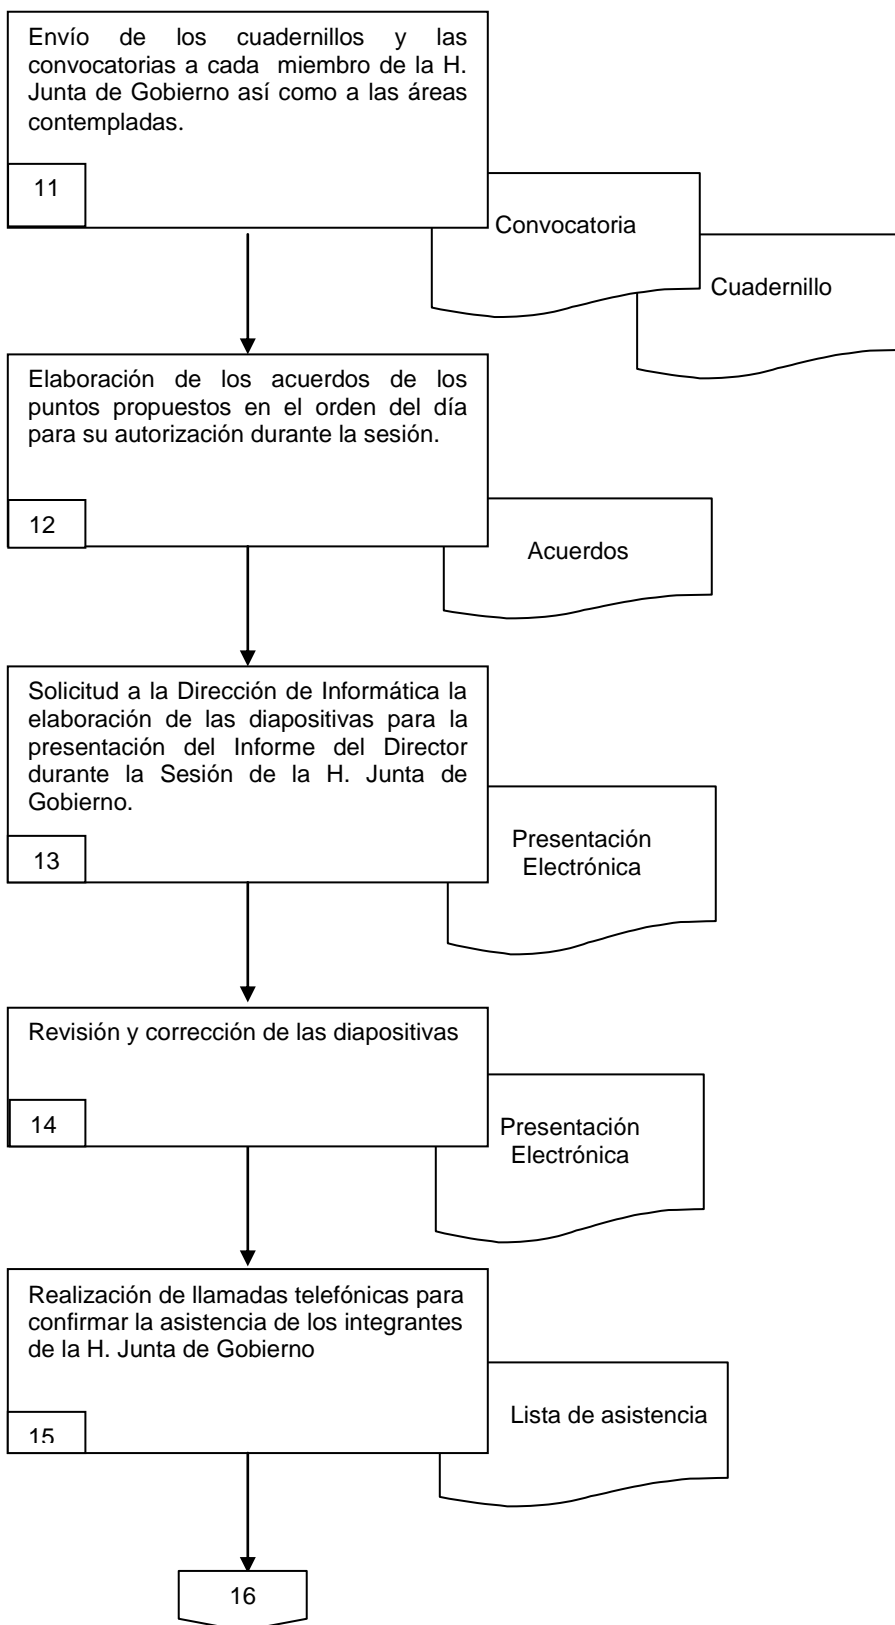 Envío de los cuadernillos y las
convocatorias a cada miembro de la H.
Junta de Gobierno así como a las áreas
contempladas.
11
Convocatoria
Cuadernillo
Elaboración de los acuerdos de los
puntos propuestos en el orden del día
para su autorización durante la sesión.
12
Acuerdos
Solicitud a la Dirección de Informática la
elaboración de las diapositivas para la
presentación del Informe del Director
durante la Sesión de la H. Junta de
Gobierno.
13
Presentación
Electrónica
Revisión y corrección de las diapositivas
14
Presentación
Electrónica
Realización de llamadas telefónicas para
confirmar la asistencia de los integrantes
de la H. Junta de Gobierno
15
Lista de asistencia
16